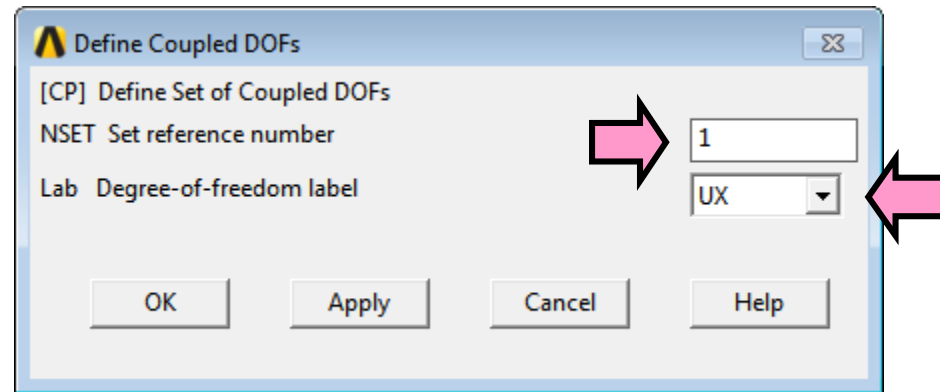 Define Coupled DOFs
[CP] Define Set of Coupled DOFs
NSET Set reference number 1
Lab Degree-of-freedom label UX
OK Apply Cancel Help